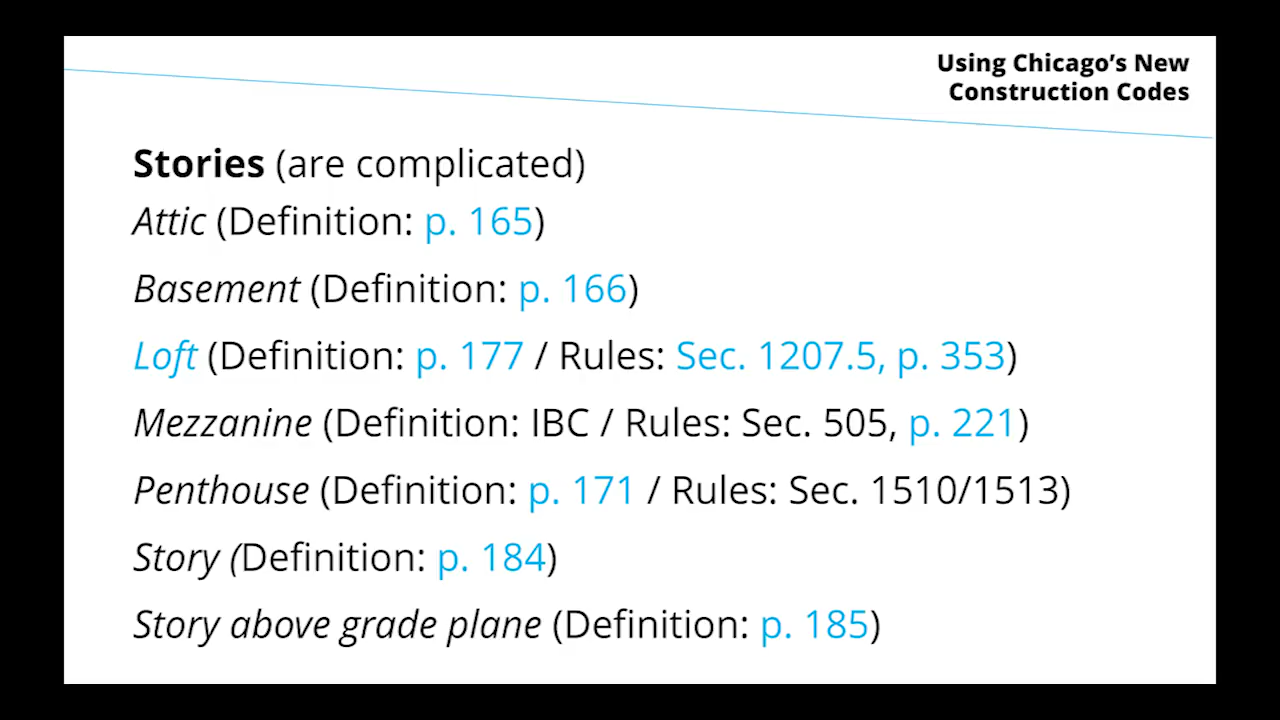 Using Chicago’s New
Construction Codes
Stories (are complicated)
Attic (Definition: p. 165)
Basement (Definition: p. 166)
Loft (Definition: p. 177 / Rules: Sec. 1207.5, p. 353)
Mezzanine (Definition: IBC / Rules: Sec. 505, p. 221)
Penthouse (Definition: p. 171 / Rules: Sec. 1510/1513)
Story (Definition: p. 184)
Story above grade plane (Definition: p. 185)